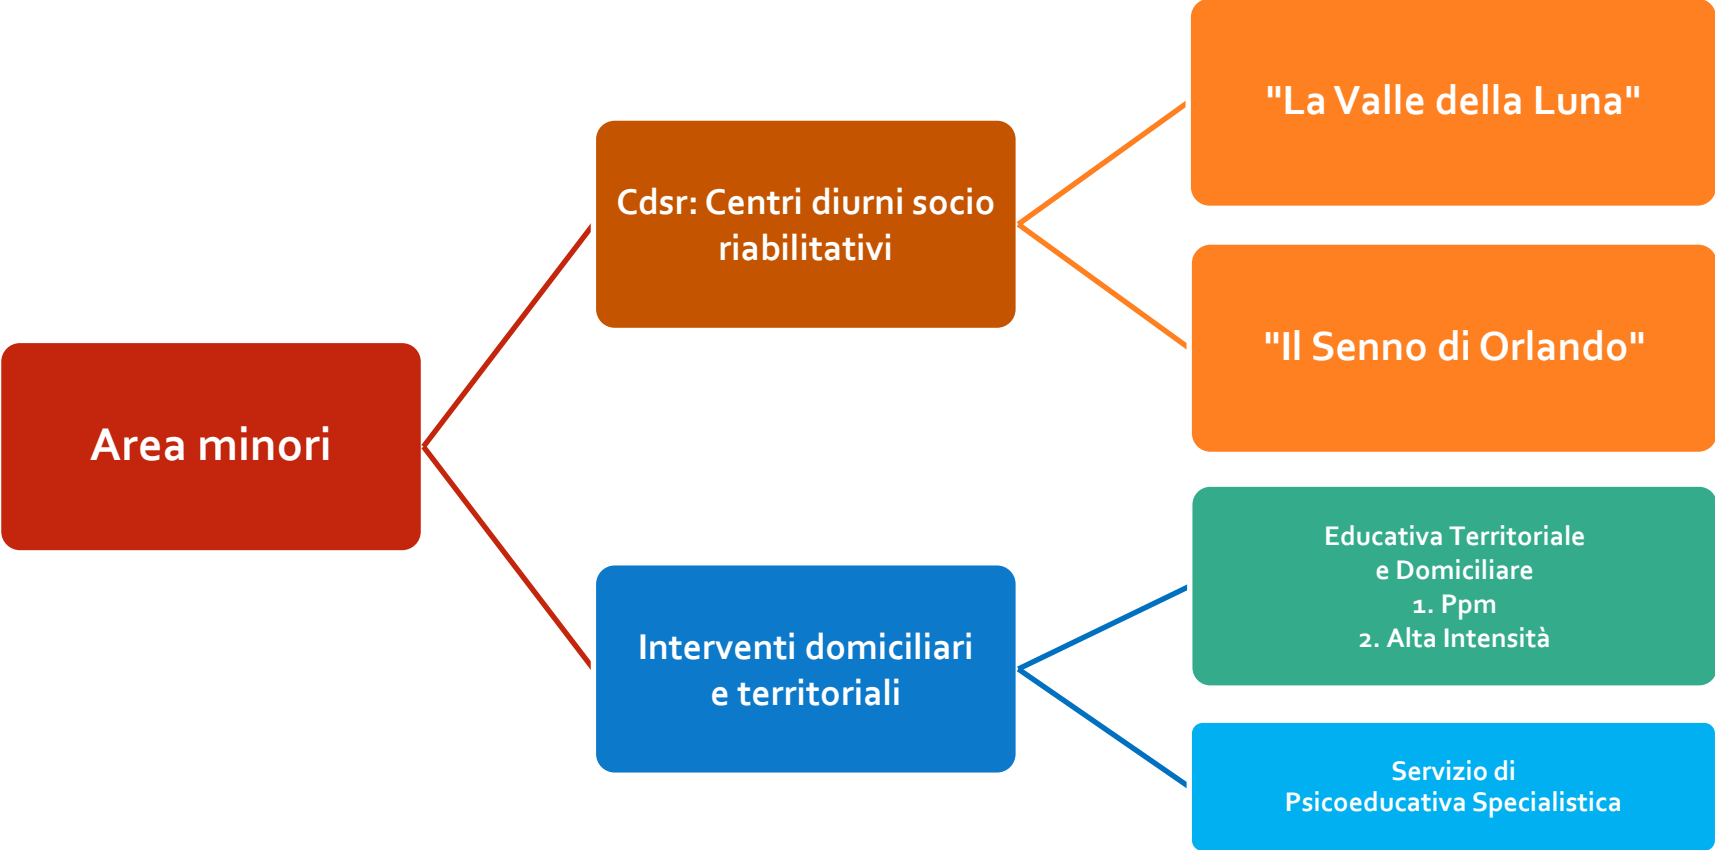 Area minori
Cdsr: Centri diurni socio
riabilitativi
"La Valle della Luna"
"Il Senno di Orlando"
Interventi domiciliari
e territoriali
Educativa Territoriale
e Domiciliare
1. Ppm
2. Alta Intensità
Servizio di
Psicoeducativa Specialistica